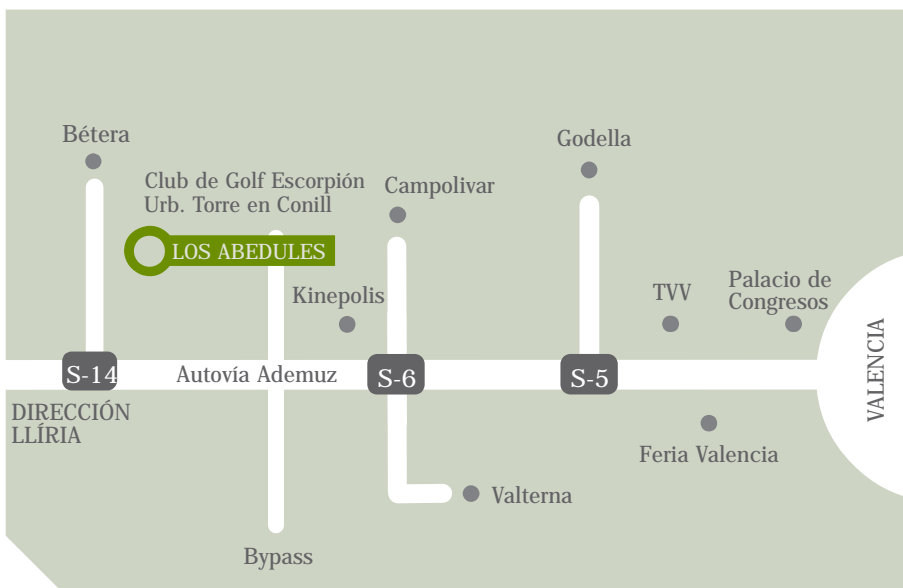 Bétera
Godella
Club de Golf Escorpión
Urb. Torre en Conill
Campolivar
LOS ABEDULES
Kinepolis
TVV
Palacio de
Congresos
VALENCIA
S-14
Autovía Ademuz
S-6
S-5
DIRECCIÓN
LLÍRIA
Feria Valencia
Valterna
Bypass